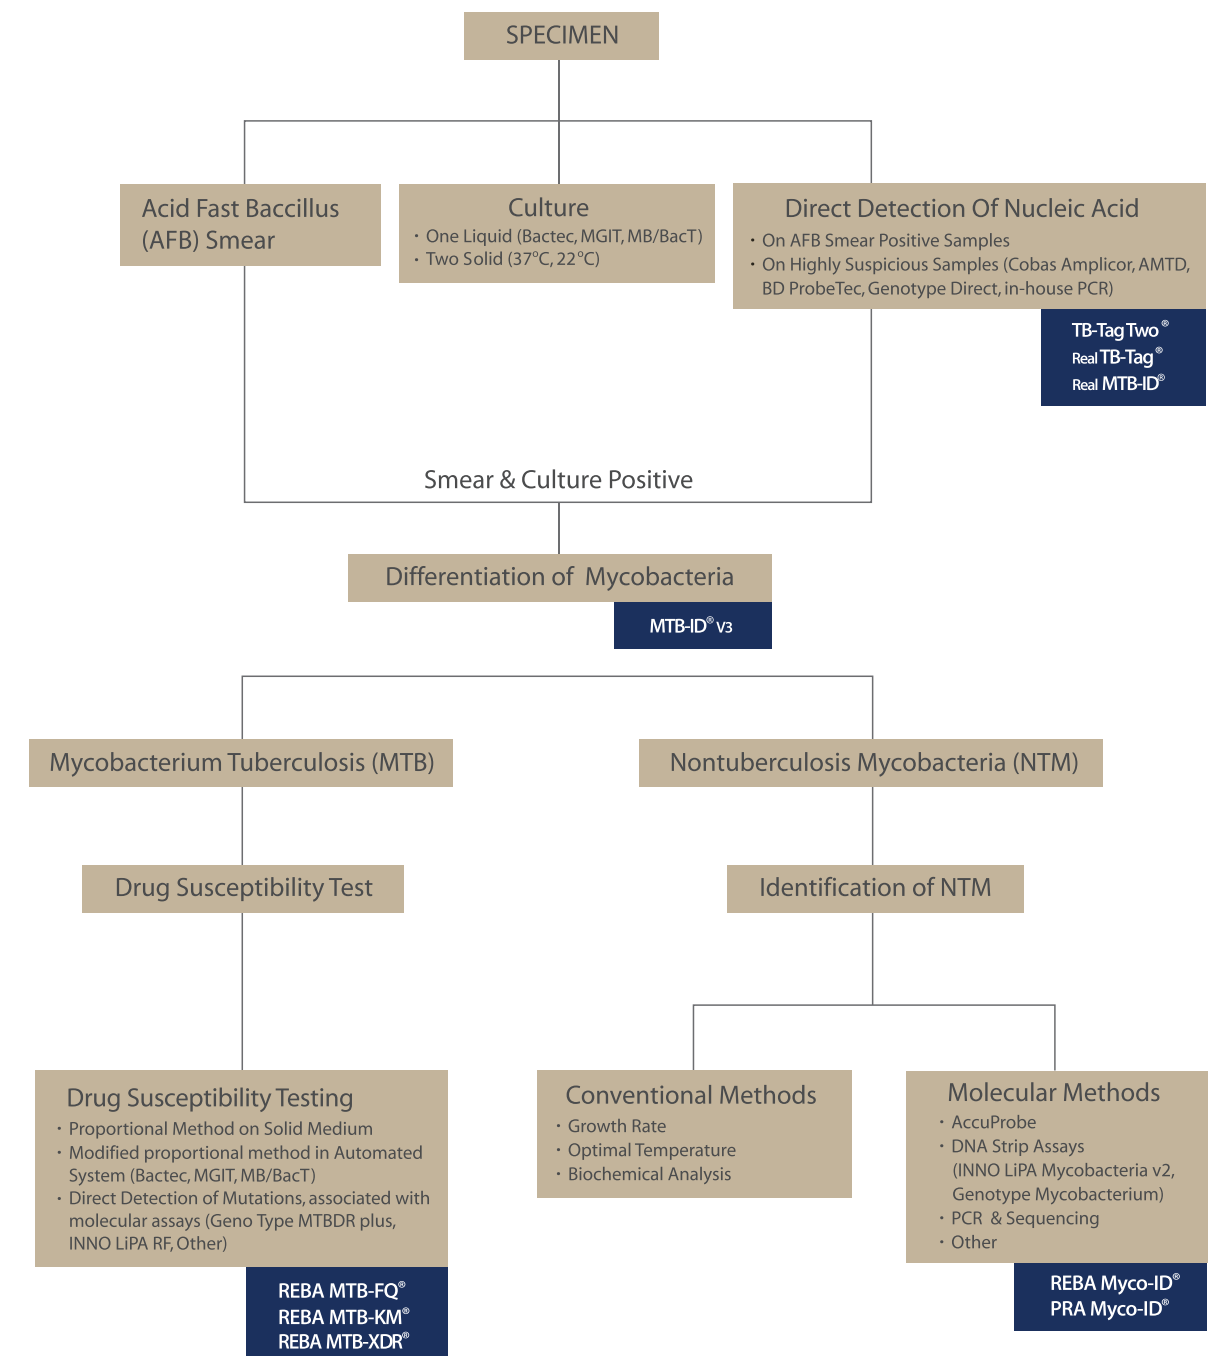 SPECIMEN
Acid Fast Baccillus
(AFB) Smear
Culture
· One Liquid (Bactec, MGIT, MB/BacT)
· Two Solid (37°C, 22°C)
Direct Detection Of Nucleic Acid
· On AFB Smear Positive Samples
· On Highly Suspicious Samples (Cobas Amplicor, AMTD,
BD ProbeTec, Genotype Direct, in-house PCR)
TB-Tag Two®
Real TB-Tag®
Real MTB-ID®
Smear & Culture Positive
Differentiation of Mycobacteria
MTB-ID® V3
Mycobacterium Tuberculosis (MTB)
Nontuberculosis Mycobacteria (NTM)
Drug Susceptibility Test
Identification of NTM
Drug Susceptibility Testing
· Proportional Method on Solid Medium
· Modified proportional method in Automated
System (Bactec, MGIT, MB/BacT)
· Direct Detection of Mutations, associated with
molecular assays (Geno Type MTBDR plus,
INNO LiPA RF, Other)
REBA MTB-FQ®
REBA MTB-KM®
REBA MTB-XDR®
Conventional Methods
· Growth Rate
· Optimal Temperature
· Biochemical Analysis
Molecular Methods
· AccuProbe
· DNA Strip Assays
(INNO LiPA Mycobacteria v2,
Genotype Mycobacterium)
· PCR & Sequencing
· Other
REBA Myco-ID®
PRA Myco-ID®